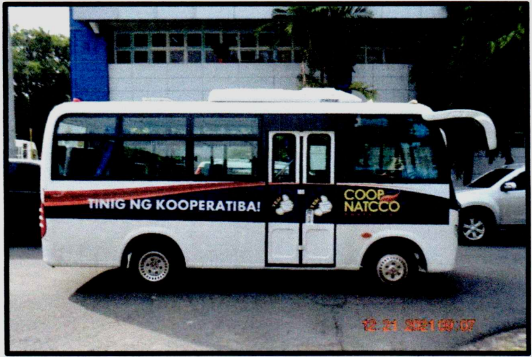 TINIG NG KOOPERATIBA!
COOP
NATCCO